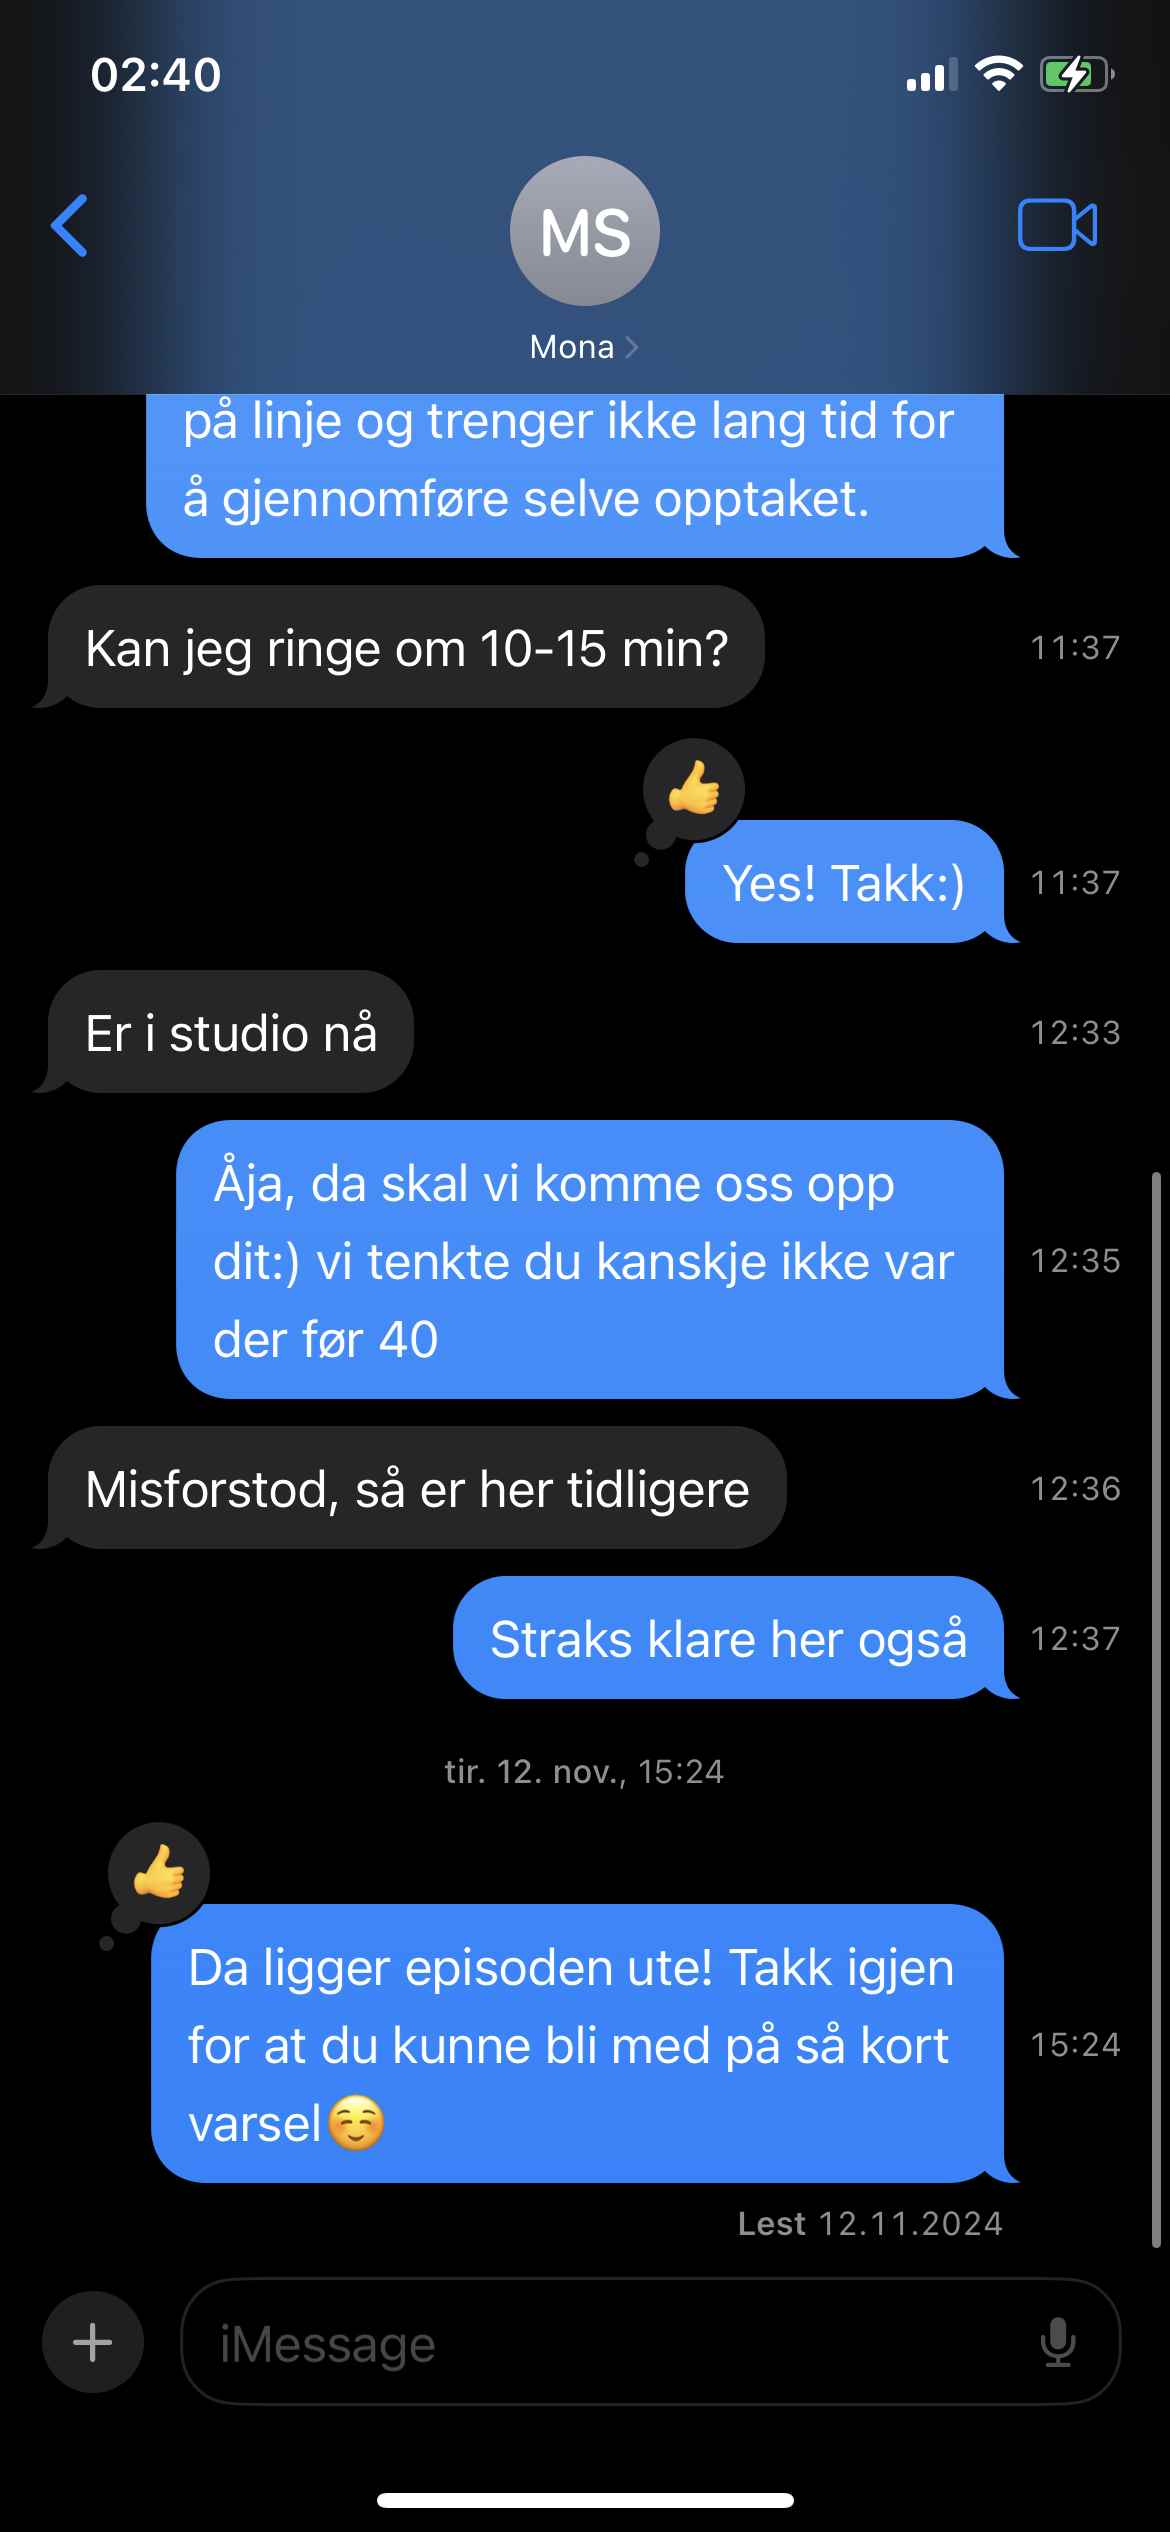 02:40
MS
Mona
på linje og trenger ikke lang tid for
å gjennomføre selve opptaket.
Kan jeg ringe om 10-15 min?
11:37
👍
Yes! Takk:)
11:37
Er i studio nå
12:33
Åja, da skal vi komme oss opp
dit:) vi tenkte du kanskje ikke var
der før 40
12:35
Misforstod, så er her tidligere
12:36
Straks klare her også
12:37
tir. 12. nov., 15:24
👍
Da ligger episoden ute! Takk igjen
for at du kunne bli med på så kort
varsel☺️
15:24
Lest 12.11.2024
iMessage